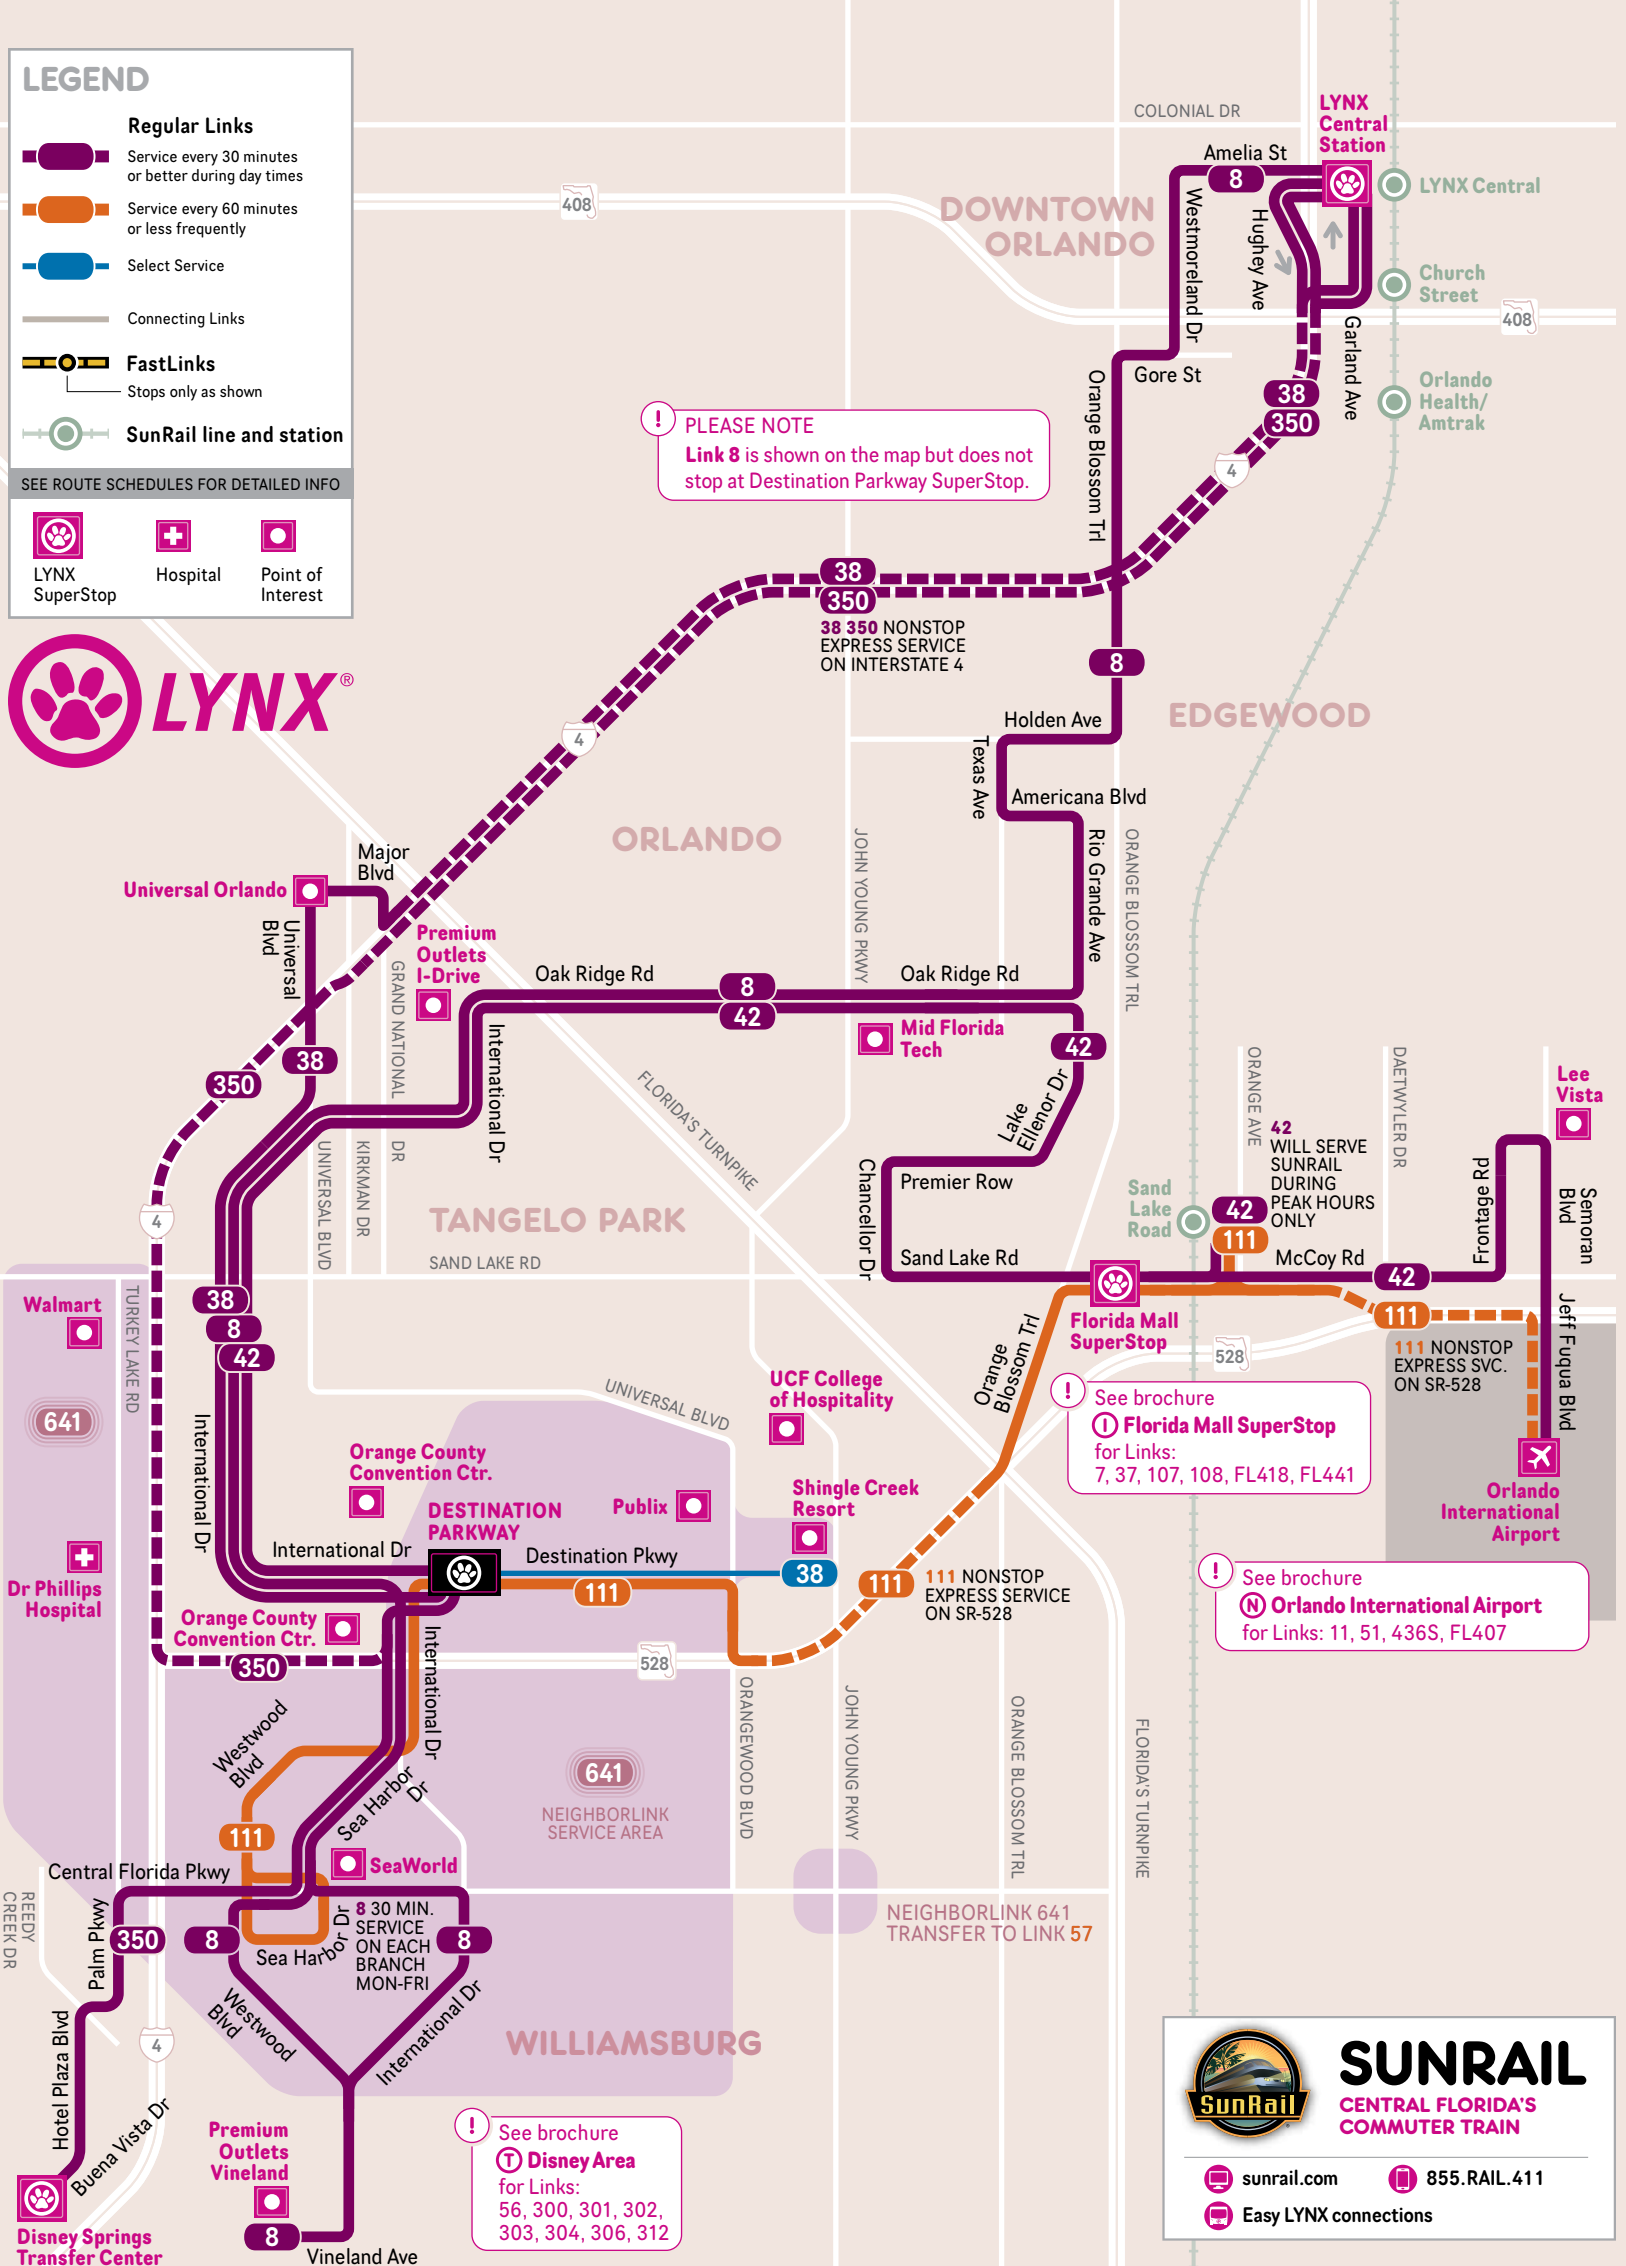 LEGEND
Regular Links
Service every 30 minutes
or better during day times
Service every 60 minutes
or less frequently
Select Service
Connecting Links
FastLinks
Stops only as shown
SunRail line and station
SEE ROUTE SCHEDULES FOR DETAILED INFO
LYNX
SuperStop
Hospital
Point of
Interest
LYNX®
COLONIAL DR
LYNX
Central
Station
Amelia St
8
LYNX Central
408
DOWNTOWN
ORLANDO
Westmoreland Dr
Hughey Ave
Church
Street
408
Garland Ave
Gore St
Orange Blossom Trl
38
350
Orlando
Health/
Amtrak
!
PLEASE NOTE
Link 8 is shown on the map but does not
stop at Destination Parkway SuperStop.
4
38
350
38 350 NONSTOP
EXPRESS SERVICE
ON INTERSTATE 4
8
4
Holden Ave
EDGEWOOD
Texas Ave
Americana Blvd
ORLANDO
JOHN YOUNG PKWY
Rio Grande Ave
ORANGE BLOSSOM TRL
Major
Blvd
Universal Orlando
Universal
Blvd
Premium
Outlets
I-Drive
GRAND NATIONAL
DR
Oak Ridge Rd
8
42
Oak Ridge Rd
Mid Florida
Tech
42
International Dr
38
350
Lake
Ellenor Dr
FLORIDA'S TURNPIKE
UNIVERSAL BLVD
KIRKMAN DR
4
TANGELO PARK
SAND LAKE RD
Chancellor Dr
Premier Row
Sand Lake Rd
Sand
Lake
Road
ORANGE AVE
42
WILL SERVE
SUNRAIL
DURING
PEAK HOURS
ONLY
42
111
DAETWYLER DR
Lee
Vista
Frontage Rd
Semoran
Blvd
McCoy Rd
42
111
Jeff Fuqua Blvd
111 NONSTOP
EXPRESS SVC.
ON SR-528
Orlando
International
Airport
Florida Mall
SuperStop
528
Orange
Blossom Trl
!
See brochure
I Florida Mall SuperStop
for Links:
7, 37, 107, 108, FL418, FL441
!
See brochure
N Orlando International Airport
for Links: 11, 51, 436S, FL407
Walmart
TURKEY LAKE RD
38
8
42
641
International Dr
UNIVERSAL BLVD
UCF College
of Hospitality
Orange County
Convention Ctr.
DESTINATION
PARKWAY
Publix
Shingle Creek
Resort
International Dr
Destination Pkwy
38
111
111
111 NONSTOP
EXPRESS SERVICE
ON SR-528
Dr Phillips
Hospital
Orange County
Convention Ctr.
350
International Dr
528
Westwood
Blvd
ORANGEWOOD BLVD
JOHN YOUNG PKWY
ORANGE BLOSSOM TRL
FLORIDA'S TURNPIKE
641
NEIGHBORLINK
SERVICE AREA
Sea Harbor
Dr
111
SeaWorld
Central Florida Pkwy
REEDY
CREEK DR
Palm Pkwy
350
8
Sea Harbor Dr
8 30 MIN.
SERVICE
ON EACH
BRANCH
MON-FRI
8
NEIGHBORLINK 641
TRANSFER TO LINK 57
Westwood
Blvd
International Dr
WILLIAMSBURG
4
Hotel Plaza Blvd
Buena Vista Dr
Disney Springs
Transfer Center
Premium
Outlets
Vineland
8
Vineland Ave
!
See brochure
T Disney Area
for Links:
56, 300, 301, 302,
303, 304, 306, 312
SunRail
SUNRAIL
CENTRAL FLORIDA'S
COMMUTER TRAIN
sunrail.com
855.RAIL.411
Easy LYNX connections